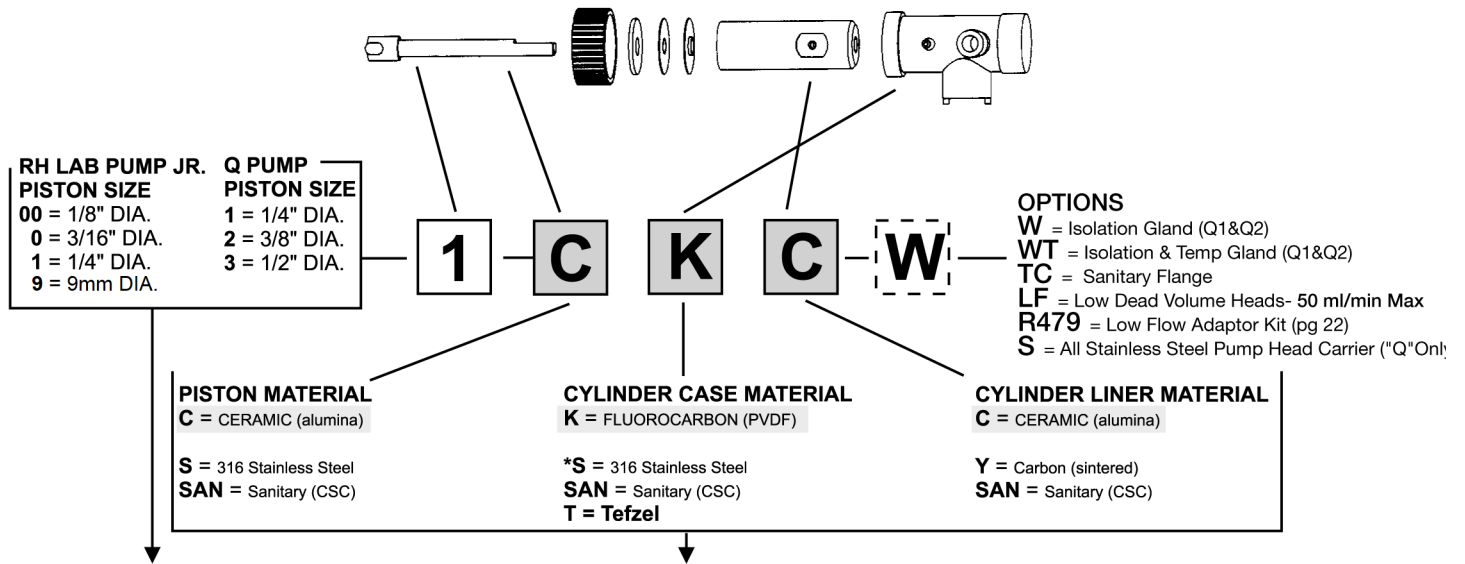 RH LAB PUMP JR.
PISTON SIZE
00 = 1/8" DIA.
0 = 3/16" DIA.
1 = 1/4" DIA.
9 = 9mm DIA.
Q PUMP
PISTON SIZE
1 = 1/4" DIA.
2 = 3/8" DIA.
3 = 1/2" DIA.
1 C K C W
OPTIONS
W = Isolation Gland (Q1&Q2)
WT = Isolation & Temp Gland (Q1&Q2)
TC = Sanitary Flange
LF = Low Dead Volume Heads- 50 ml/min Max
R479 = Low Flow Adaptor Kit (pg 22)
S = All Stainless Steel Pump Head Carrier ("Q"Only
PISTON MATERIAL
C = CERAMIC (alumina)
S = 316 Stainless Steel
SAN = Sanitary (CSC)
CYLINDER CASE MATERIAL
K = FLUOROCARBON (PVDF)
*S = 316 Stainless Steel
SAN = Sanitary (CSC)
T = Tefzel
CYLINDER LINER MATERIAL
C = CERAMIC (alumina)
Y = Carbon (sintered)
SAN = Sanitary (CSC)